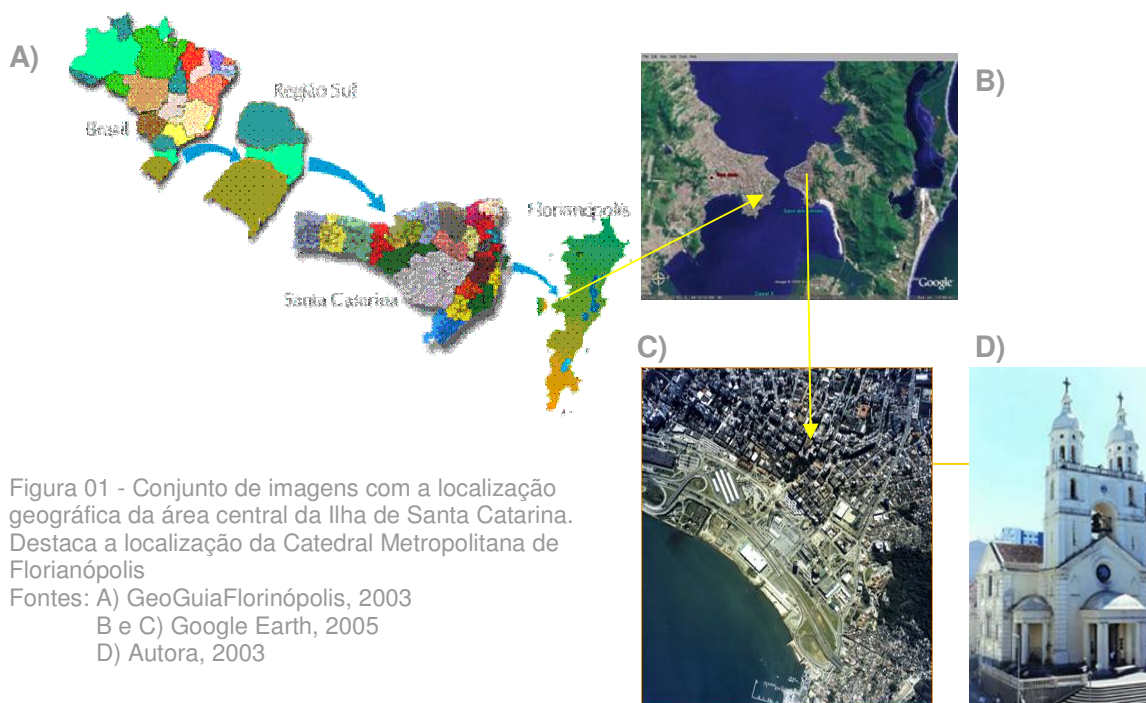 A)
Brasil
Região Sul
Santa Catarina
Florianópolis
B)
Google
C)
D)
Figura 01 - Conjunto de imagens com a localização
geográfica da área central da Ilha de Santa Catarina.
Destaca a localização da Catedral Metropolitana de
Florianópolis
Fontes: A) GeoGuiaFlorinópolis, 2003
B e C) Google Earth, 2005
D) Autora, 2003